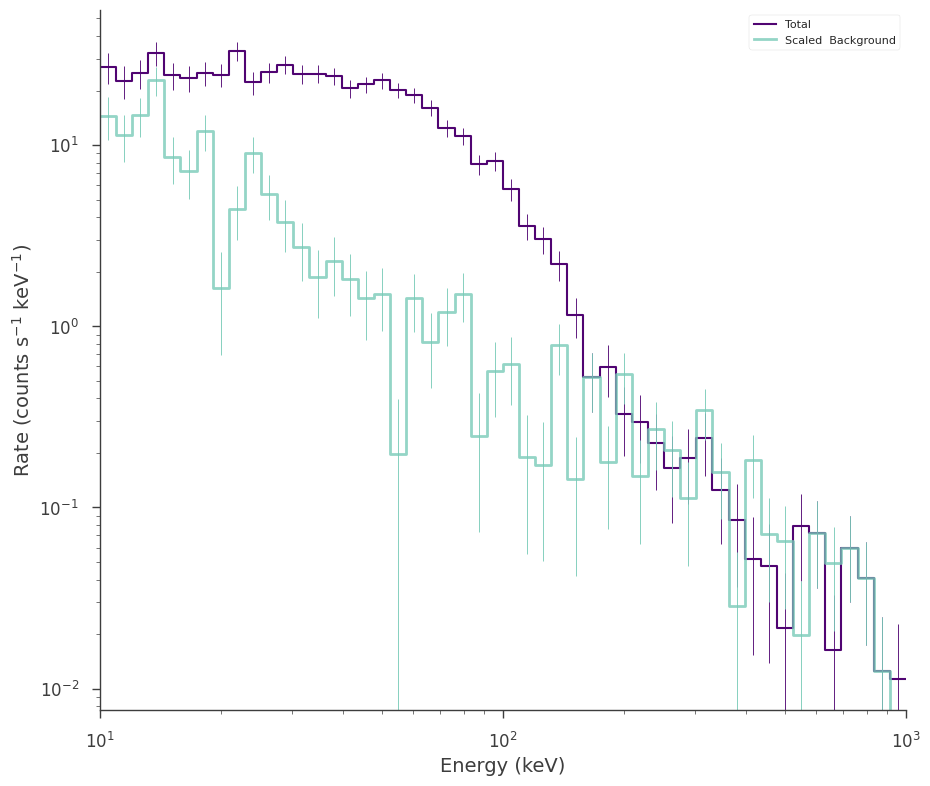 Total
Scaled  Background
Rate (counts s⁻¹ keV⁻¹)
10¹
10⁰
10⁻¹
10⁻²
10¹
10²
10³
Energy (keV)